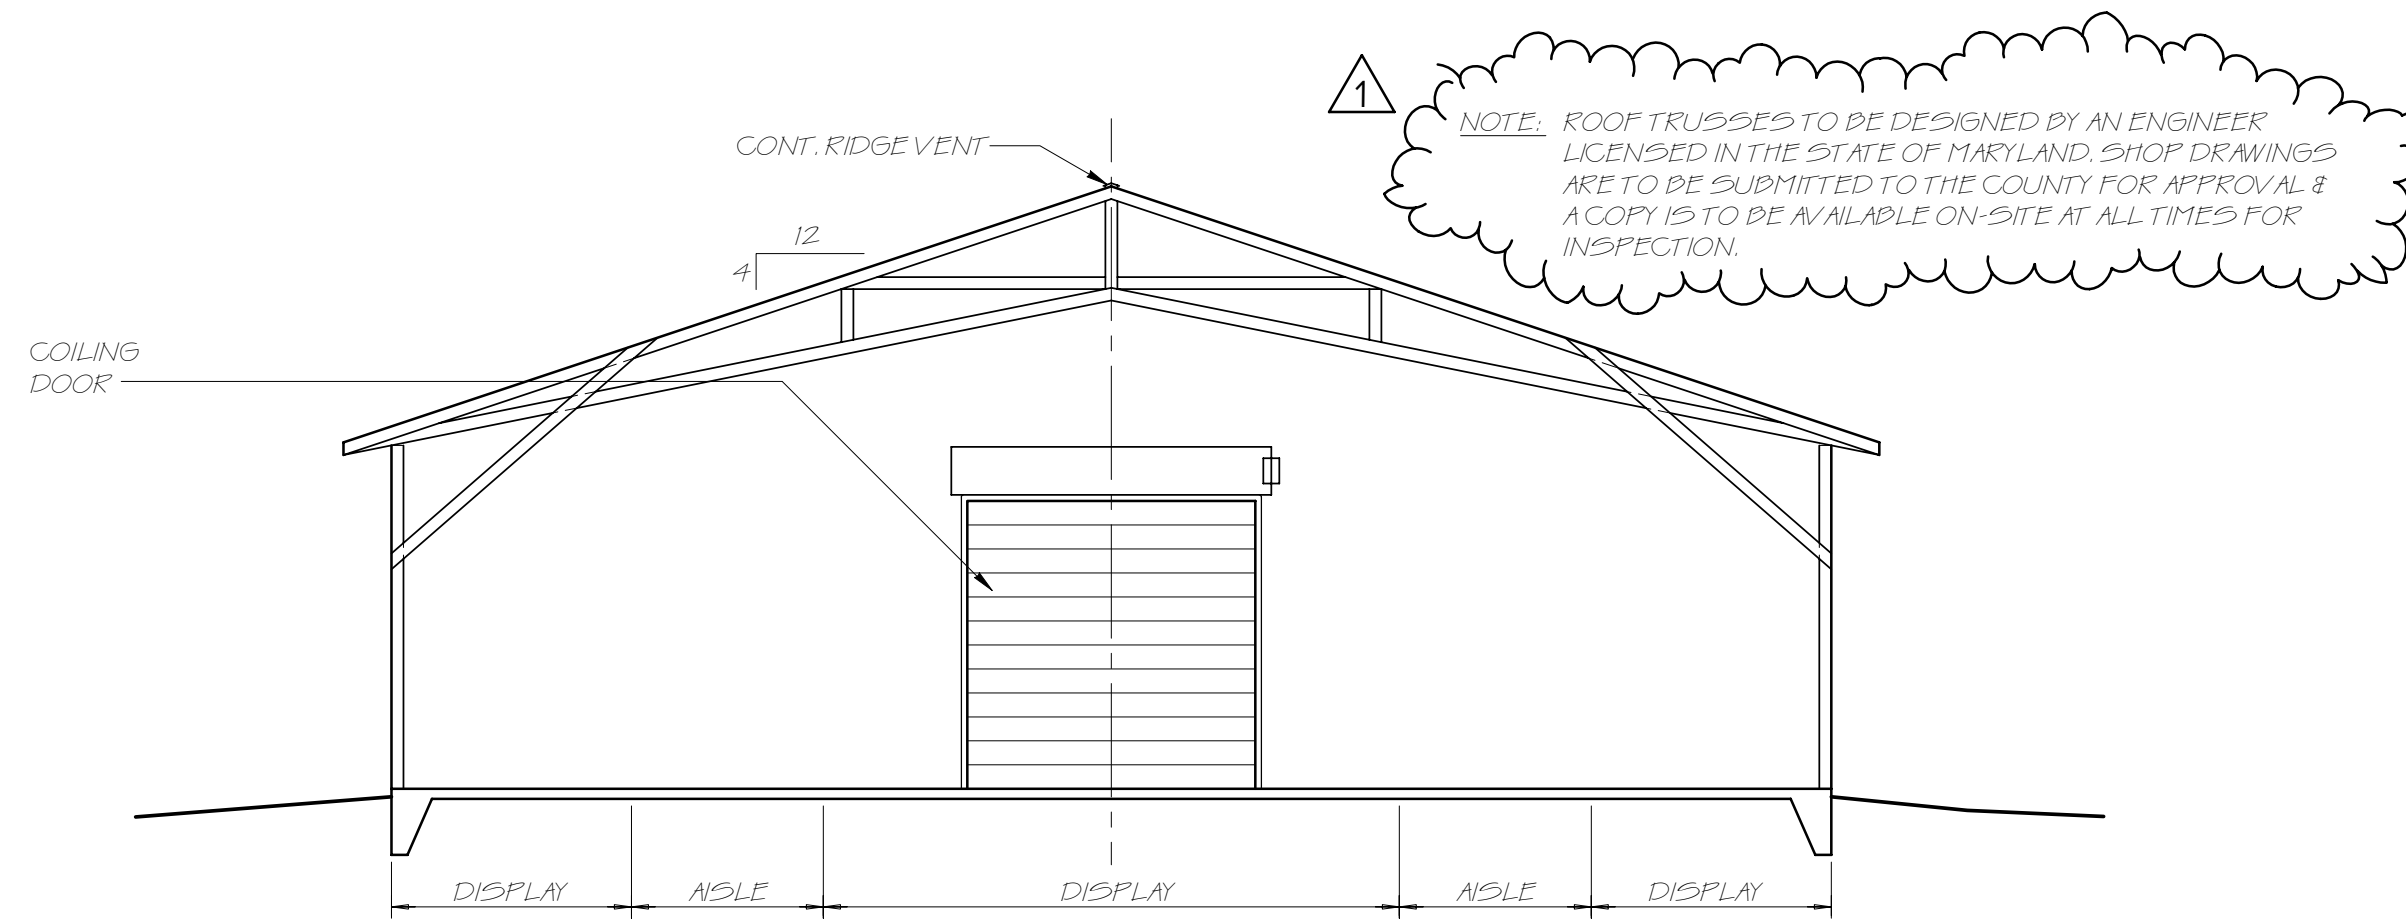 1
NOTE: ROOF TRUSSES TO BE DESIGNED BY AN ENGINEER
LICENSED IN THE STATE OF MARYLAND. SHOP DRAWINGS
ARE TO BE SUBMITTED TO THE COUNTY FOR APPROVAL &
A COPY IS TO BE AVAILABLE ON-SITE AT ALL TIMES FOR
INSPECTION.
CONT. RIDGE VENT
12
4
COILING
DOOR
DISPLAY AISLE DISPLAY AISLE DISPLAY